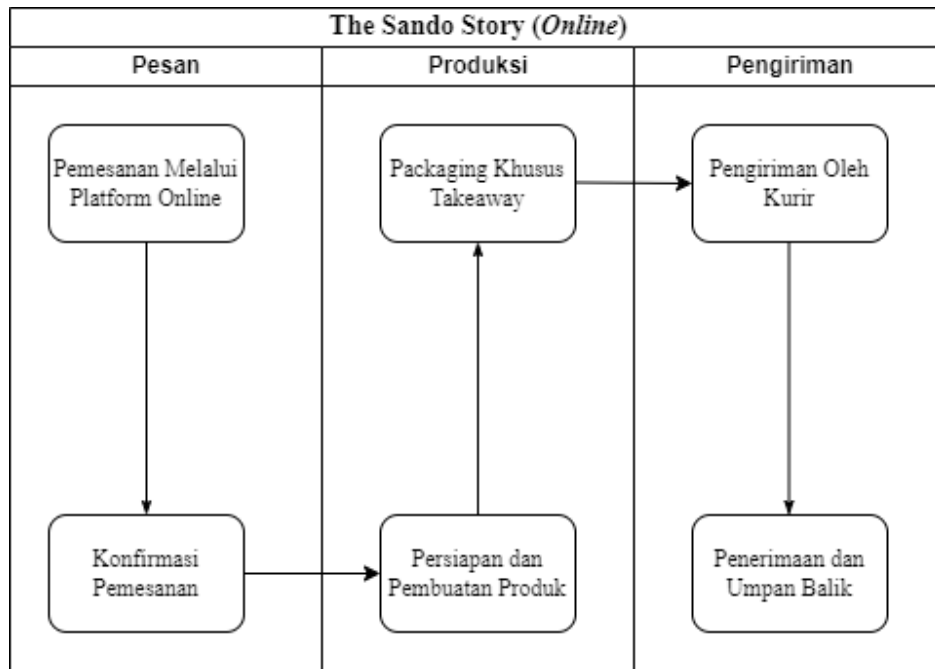 The Sando Story (Online)
Pesan
Produksi
Pengiriman
Pemesanan Melalui
Platform Online
Konfirmasi
Pemesanan
Persiapan dan
Pembuatan Produk
Packaging Khusus
Takeaway
Pengiriman Oleh
Kurir
Penerimaan dan
Umpan Balik